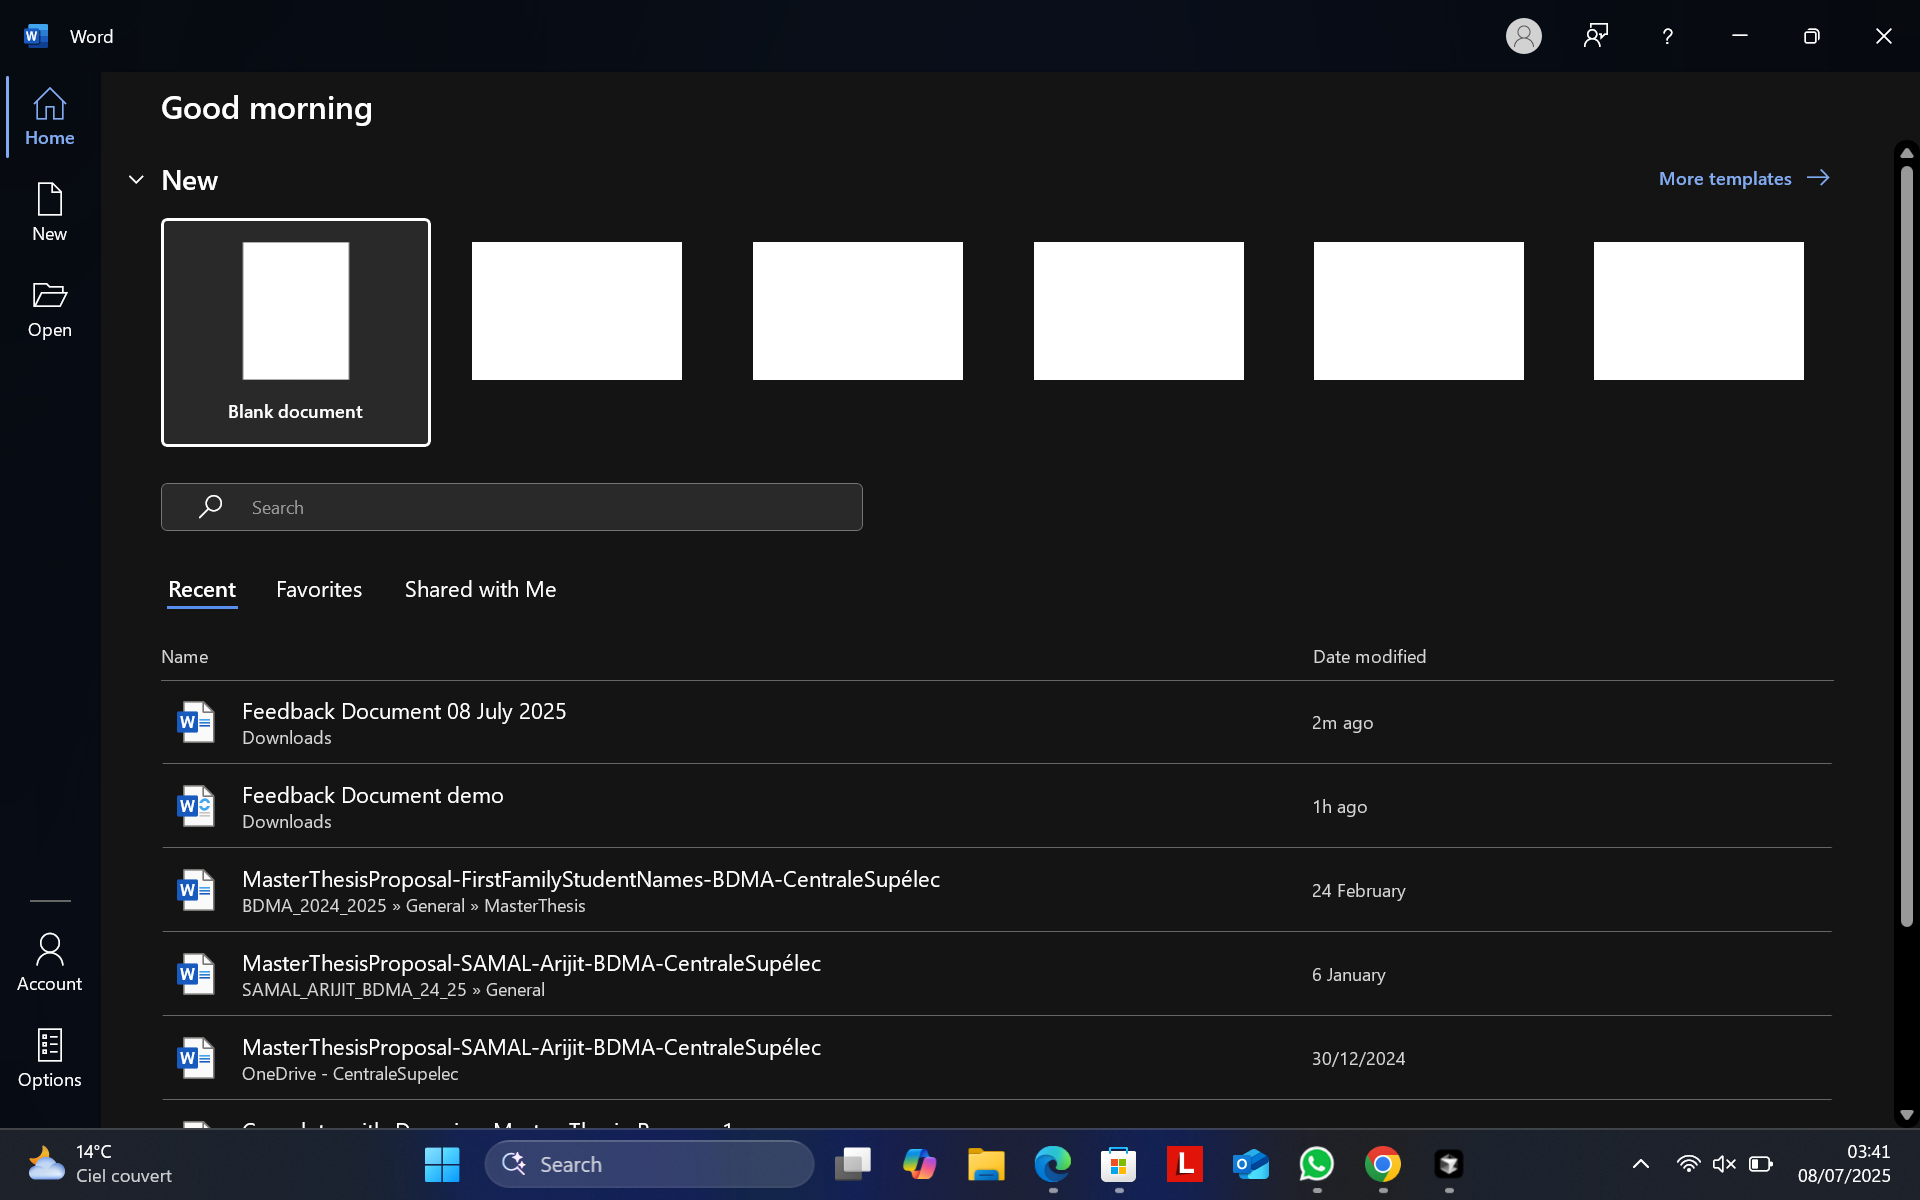 Word
Good morning
Home
New
More templates
New
Open
Blank document
Search
Recent Favorites Shared with Me
Name Date modified
Feedback Document 08 July 2025
Downloads
2m ago
Feedback Document demo
Downloads
1h ago
MasterThesisProposal-FirstFamilyStudentNames-BDMA-CentraleSupélec
BDMA_2024_2025 » General » MasterThesis
24 February
MasterThesisProposal-SAMAL-Arijit-BDMA-CentraleSupélec
SAMAL_ARIJIT_BDMA_24_25 » General
6 January
MasterThesisProposal-SAMAL-Arijit-BDMA-CentraleSupélec
OneDrive - CentraleSupelec
30/12/2024
Account
Options
14°C
Ciel couvert
Search
03:41
08/07/2025